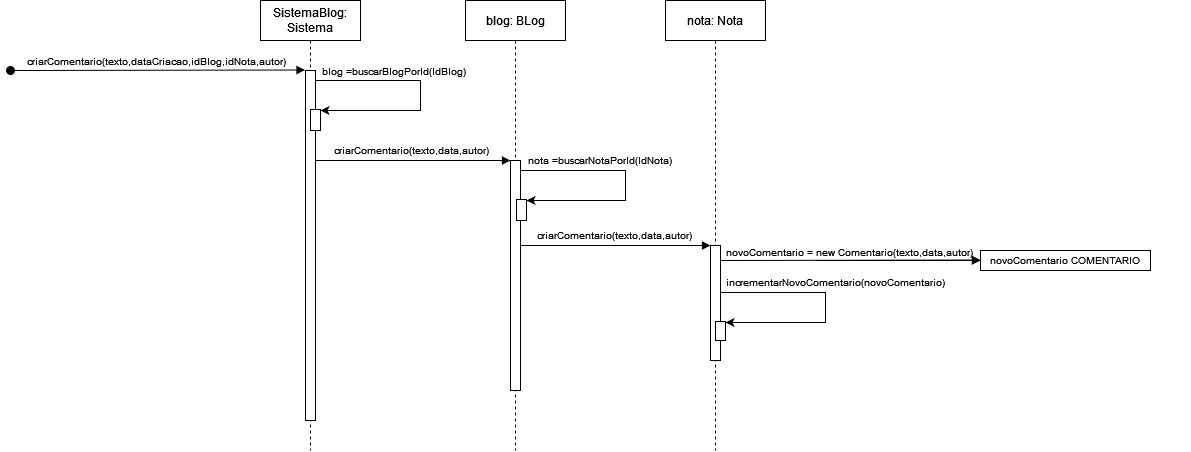 SistemaBlog:
Sistema
blog: BLog
nota: Nota
criarComentario(texto,dataCriacao,idBlog,idNota,autor)
blog =buscarBlogPorId(IdBlog)
criarComentario(texto,data,autor)
nota =buscarNotaPorId(IdNota)
criarComentario(texto,data,autor)
novoComentario = new Comentario(texto,data,autor)
novoComentario COMENTARIO
incrementarNovoComentario(novoComentario)